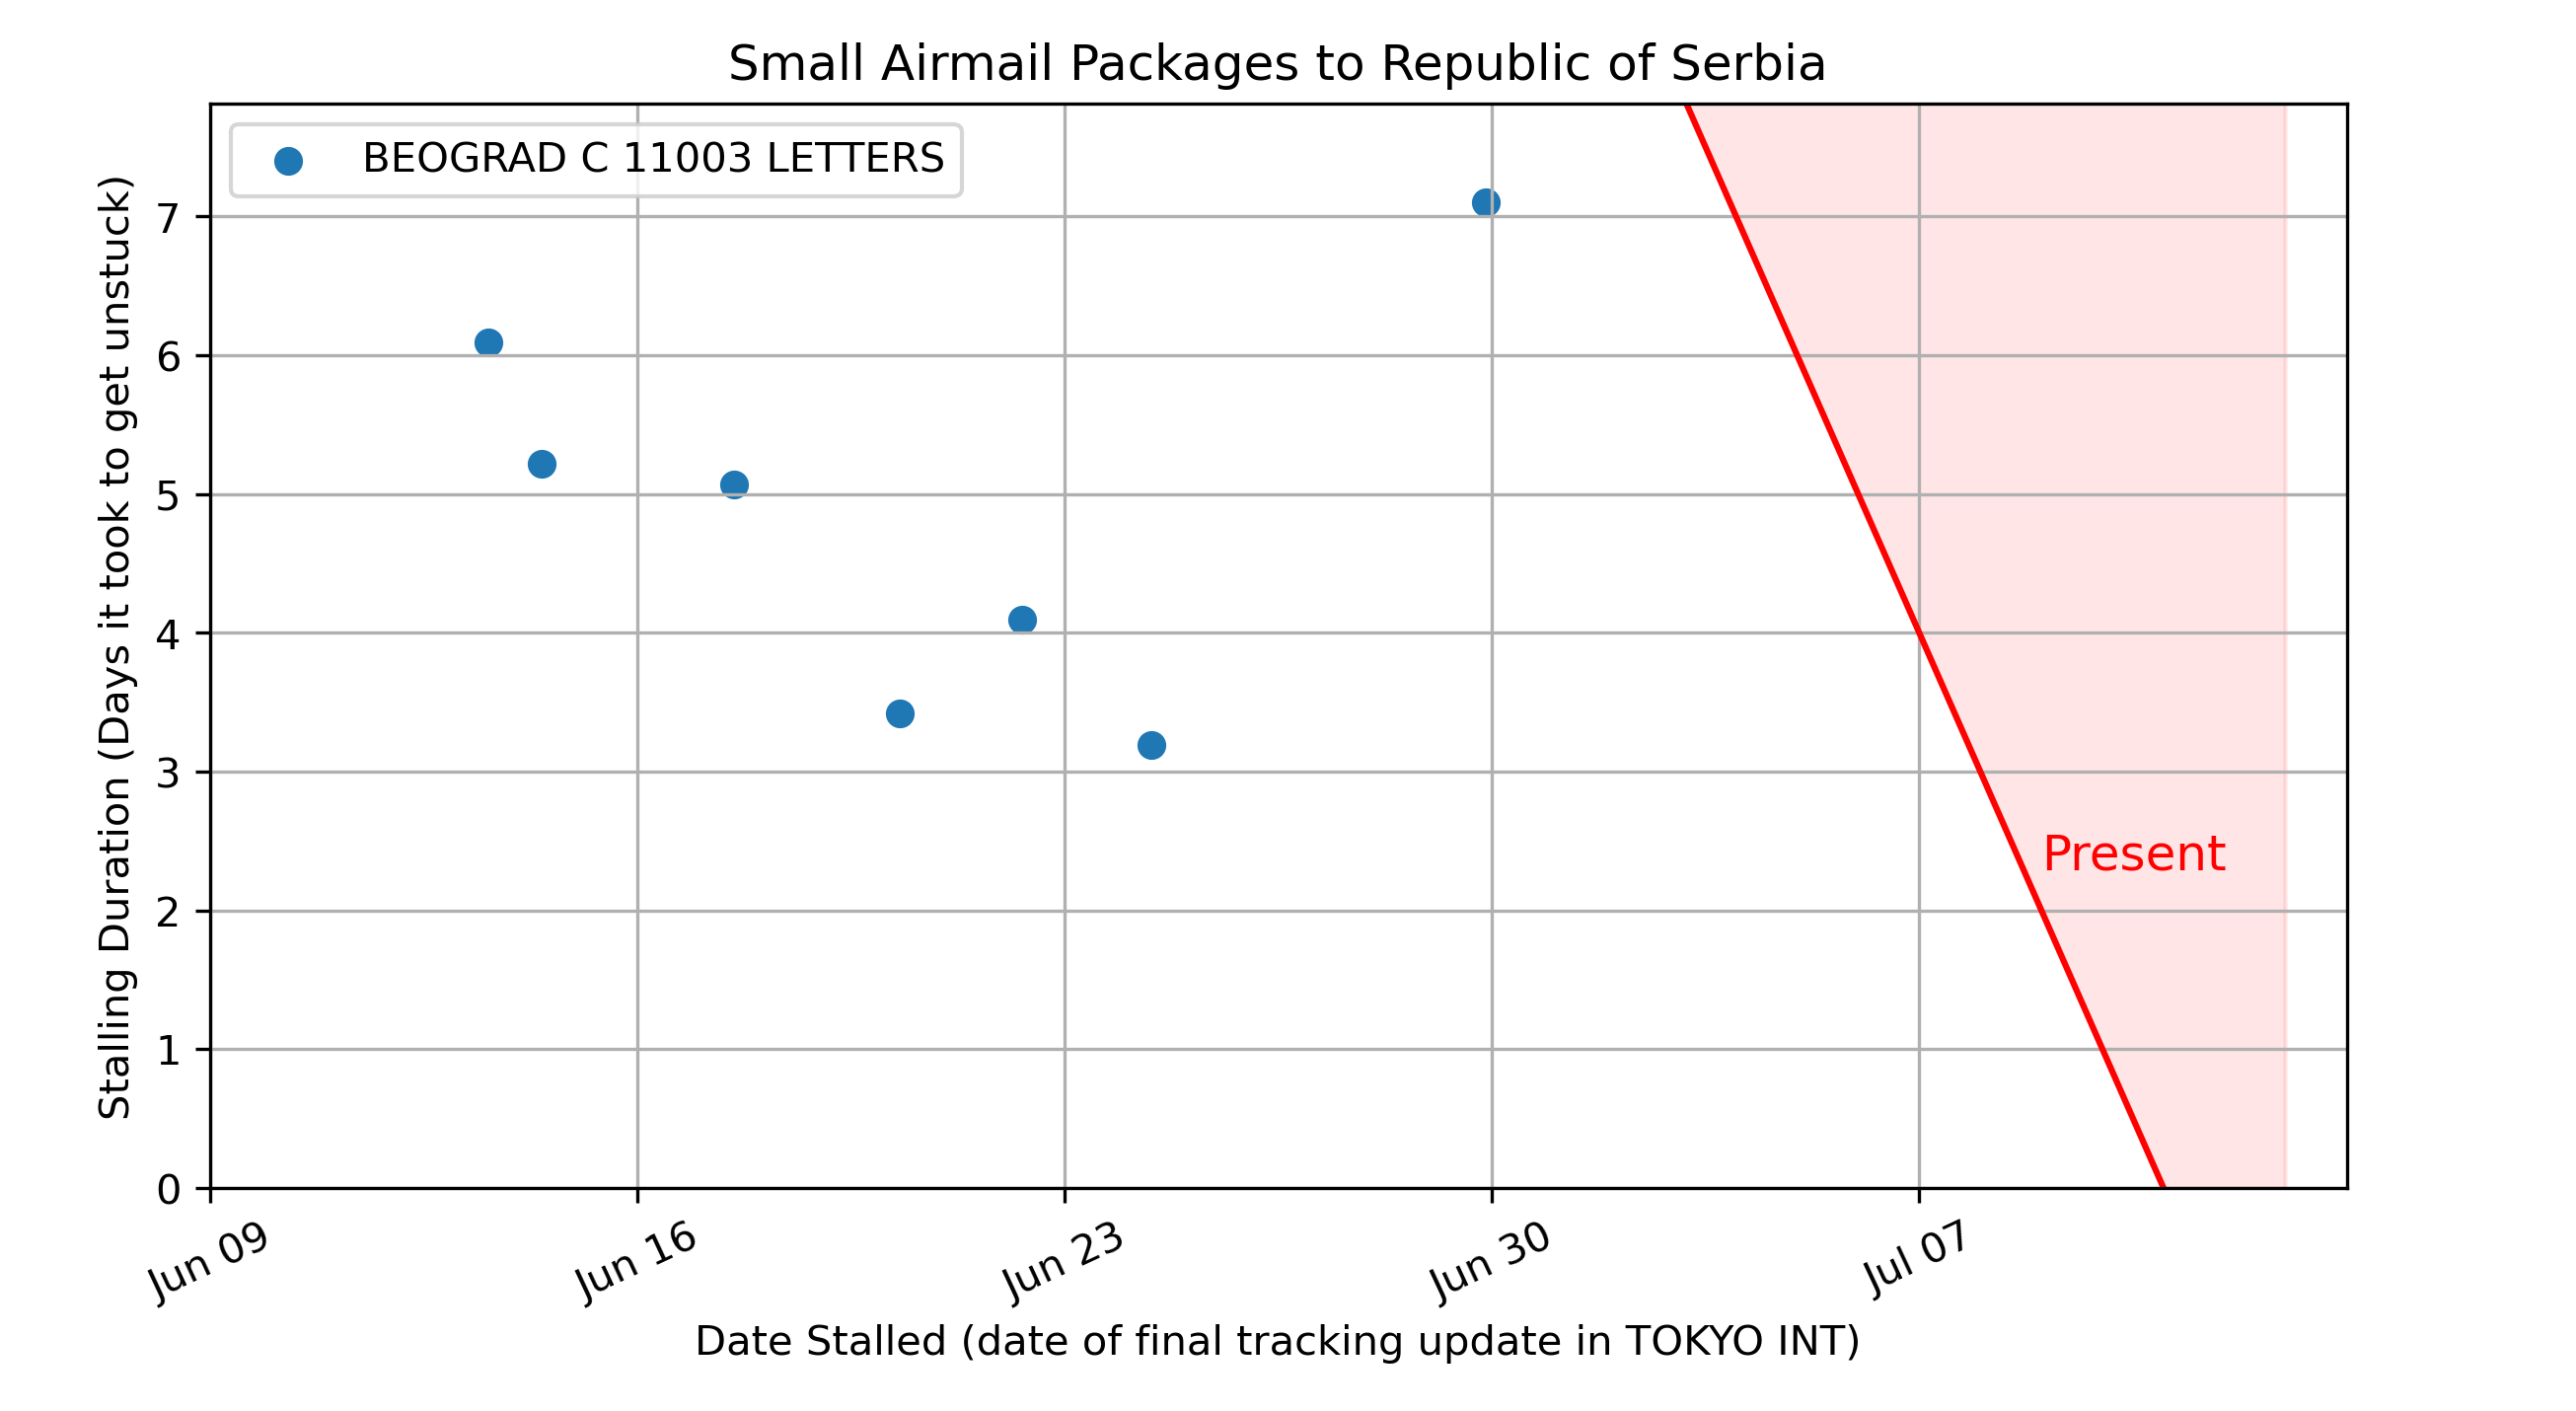 Small Airmail Packages to Republic of Serbia
BEOGRAD C 11003 LETTERS
Stalling Duration (Days it took to get unstuck)
7
6
5
4
3
2
1
0
Present
Jun 09
Jun 16
Jun 23
Jun 30
Jul 07
Date Stalled (date of final tracking update in TOKYO INT)